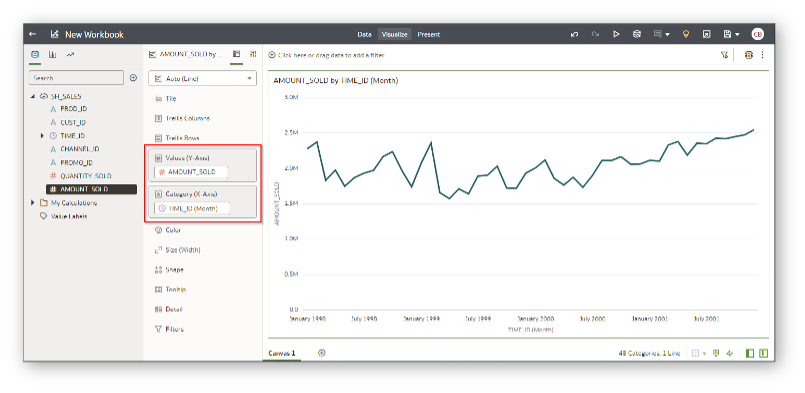 New Workbook
Data
Visualize
Present
CB
AMOUNT_SOLD by ...
Click here or drag data to add a filter
Search
SH_SALES
PROD_ID
CUST_ID
TIME_ID
CHANNEL_ID
PROMO_ID
QUANTITY_SOLD
AMOUNT_SOLD
My Calculations
Value Labels
Auto (Line)
Tile
Trellis Columns
Trellis Rows
Values (Y-Axis)
AMOUNT_SOLD
Category (X-Axis)
TIME_ID (Month)
Color
Size (Width)
Shape
Tooltip
Detail
Filters
AMOUNT_SOLD by TIME_ID (Month)
3.0M
2.5M
2.0M
1.5M
1.0M
0.5M
0.0
AMOUNT_SOLD
January 1998
July 1998
January 1999
July 1999
January 2000
July 2000
January 2001
July 2001
TIME_ID (Month)
Canvas 1
48 Categories, 1 Line